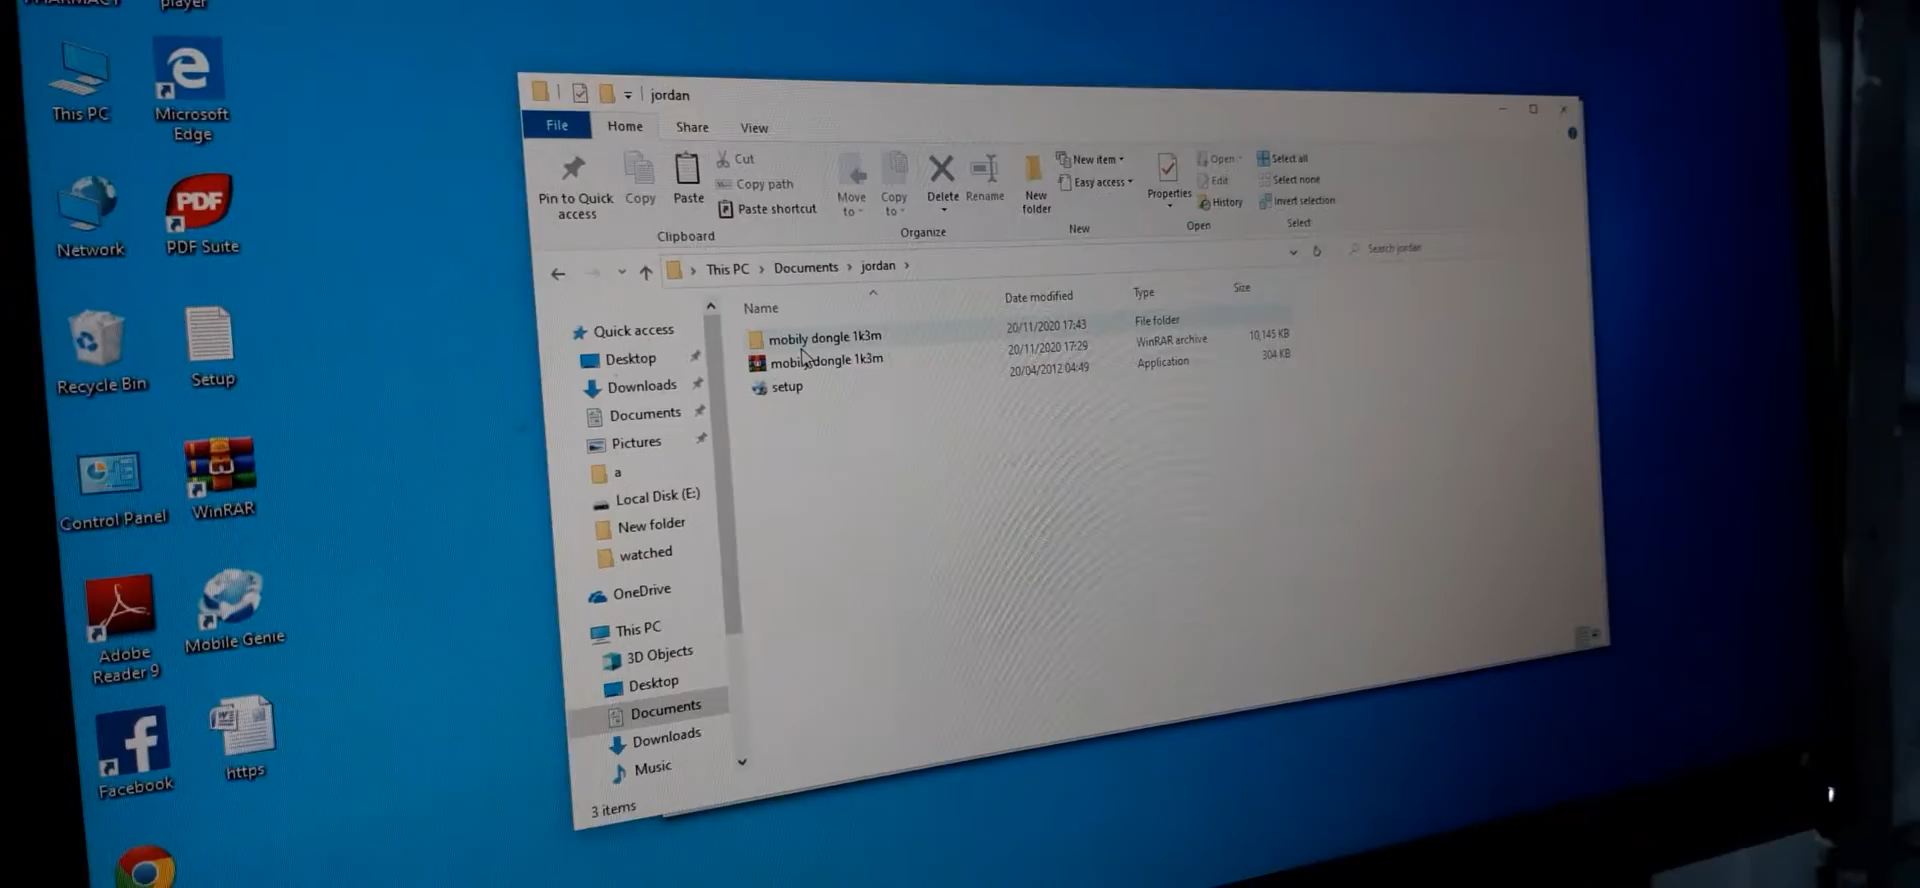 PHARMACY
player
This PC
Microsoft
Edge
Network
PDF
PDF Suite
Recycle Bin
Setup
Control Panel
WinRAR
Adobe
Reader 9
Mobile Genie
Facebook
https
jordan
File
Home
Share
View
Pin to Quick
access
Copy
Paste
Cut
Copy path
Paste shortcut
Clipboard
Move
to
Copy
to
Delete
Rename
Organize
New
folder
New item
Easy access
New
Properties
Open
Edit
History
Open
Select all
Select none
Invert selection
Select
This PC > Documents > jordan >
Search jordan
Quick access
Desktop
Downloads
Documents
Pictures
a
Local Disk (E:)
New folder
watched
OneDrive
This PC
3D Objects
Desktop
Documents
Downloads
Music
Name
Date modified
Type
Size
mobily dongle 1k3m
20/11/2020 17:43
File folder
mobily dongle 1k3m
20/11/2020 17:29
WinRAR archive
10,145 KB
setup
20/04/2012 04:49
Application
304 KB
3 items